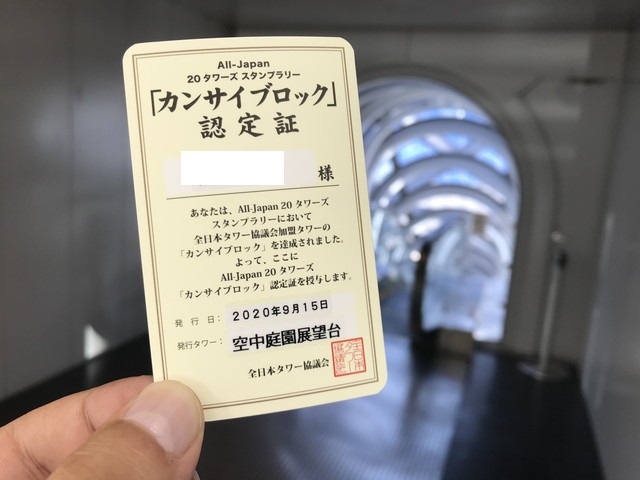 All-Japan
20 タワーズ スタンプラリー
「カンサイブロック」
認定証
様
あなたは、All-Japan 20 タワーズ
スタンプラリーにおいて
全日本タワー協議会加盟タワーの
「カンサイブロック」を達成されました。
よって、ここに
All-Japan 20 タワーズ
「カンサイブロック」認定証を授与します。
発行日： 2020年9月15日
発行タワー： 空中庭園展望台
全日本タワー協議会